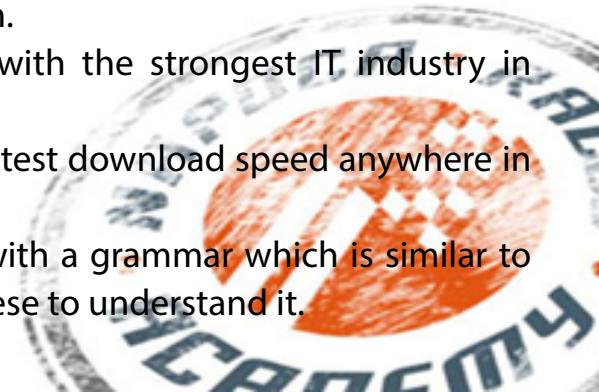 n.
with the strongest IT industry in
test download speed anywhere in
with a grammar which is similar to
ese to understand it.
ACADEMY